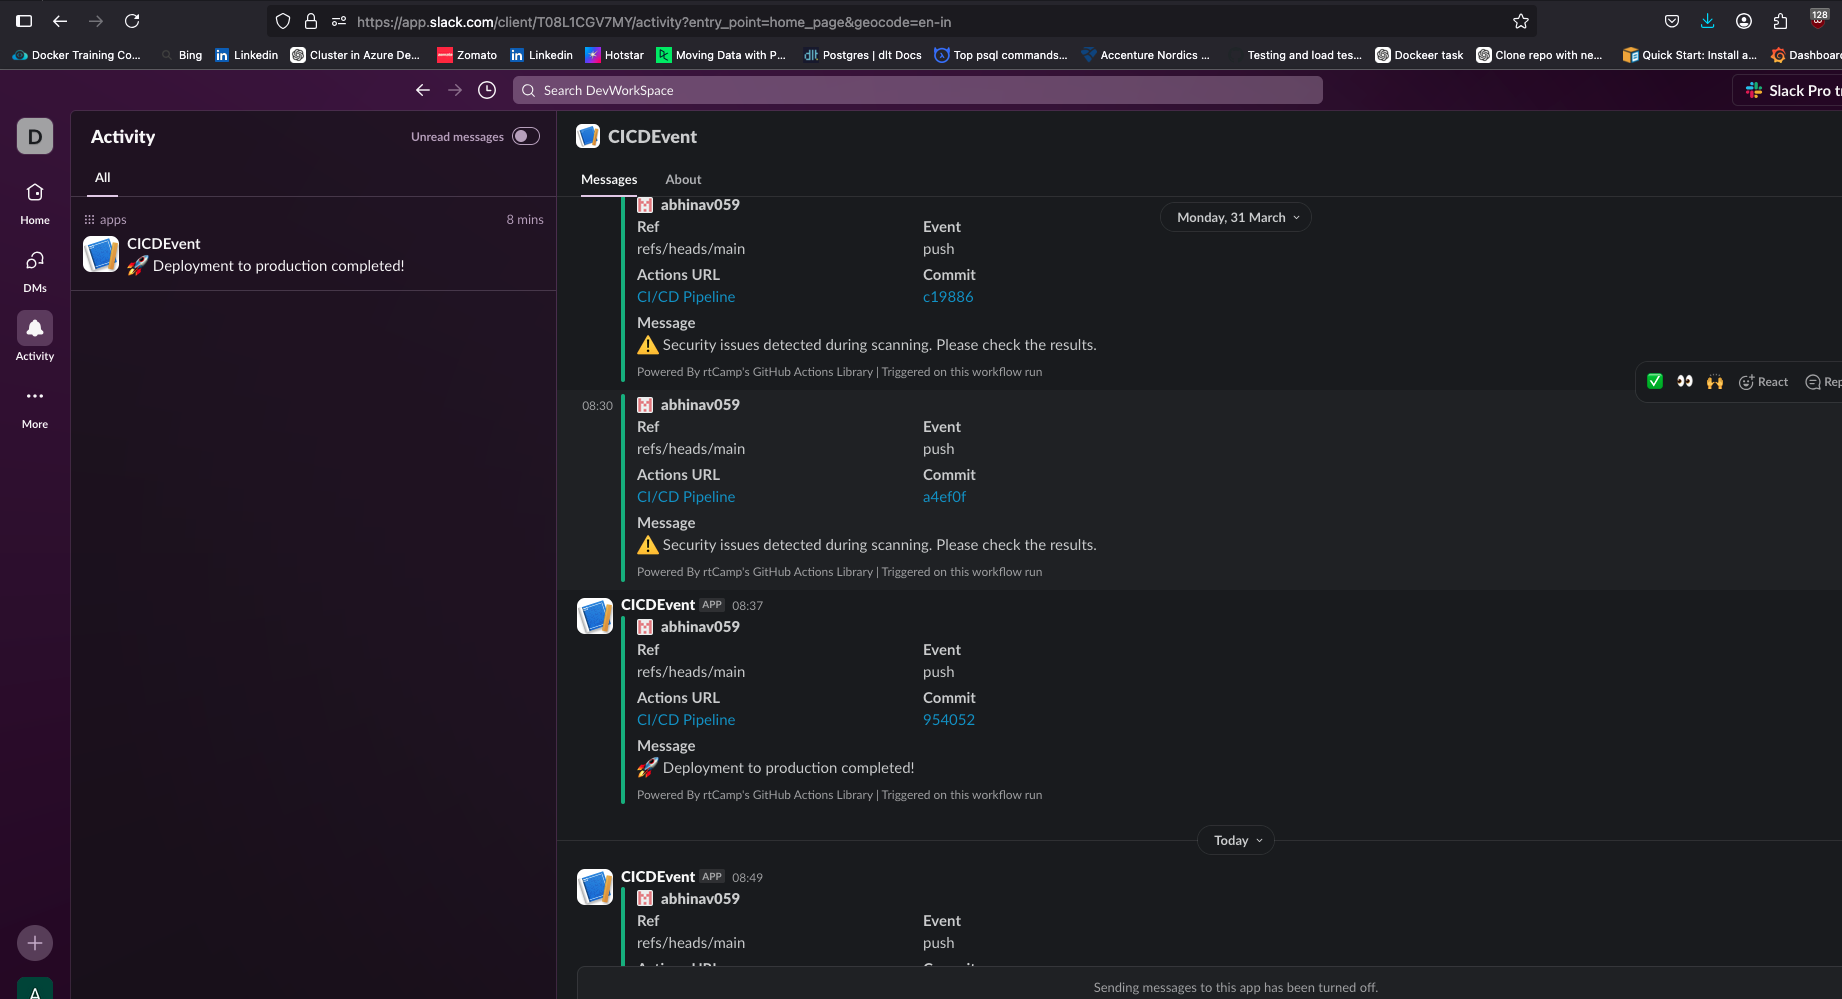 https://app.slack.com/client/T08L1CGV7MY/activity?entry_point=home_page&geocode=en-in
128
Docker Training Co...
Bing
Linkedin
Cluster in Azure De...
Zomato
Linkedin
Hotstar
Moving Data with P...
dlt Postgres | dlt Docs
Top psql commands...
Accenture Nordics ...
Testing and load tes...
Dockeer task
Clone repo with ne...
Quick Start: Install a...
Dashboar
Search DevWorkSpace
Slack Pro t
D
Home
DMs
Activity
More
A
Activity
Unread messages
All
apps
8 mins
CICDEvent
🚀 Deployment to production completed!
CICDEvent
Messages
About
Monday, 31 March
abhinav059
Ref Event
refs/heads/main push
Actions URL Commit
CI/CD Pipeline c19886
Message
⚠️ Security issues detected during scanning. Please check the results.
Powered By rtCamp's GitHub Actions Library | Triggered on this workflow run
React
Rep
08:30 abhinav059
Ref Event
refs/heads/main push
Actions URL Commit
CI/CD Pipeline a4ef0f
Message
⚠️ Security issues detected during scanning. Please check the results.
Powered By rtCamp's GitHub Actions Library | Triggered on this workflow run
CICDEvent APP 08:37
abhinav059
Ref Event
refs/heads/main push
Actions URL Commit
CI/CD Pipeline 954052
Message
🚀 Deployment to production completed!
Powered By rtCamp's GitHub Actions Library | Triggered on this workflow run
Today
CICDEvent APP 08:49
abhinav059
Ref Event
refs/heads/main push
Sending messages to this app has been turned off.